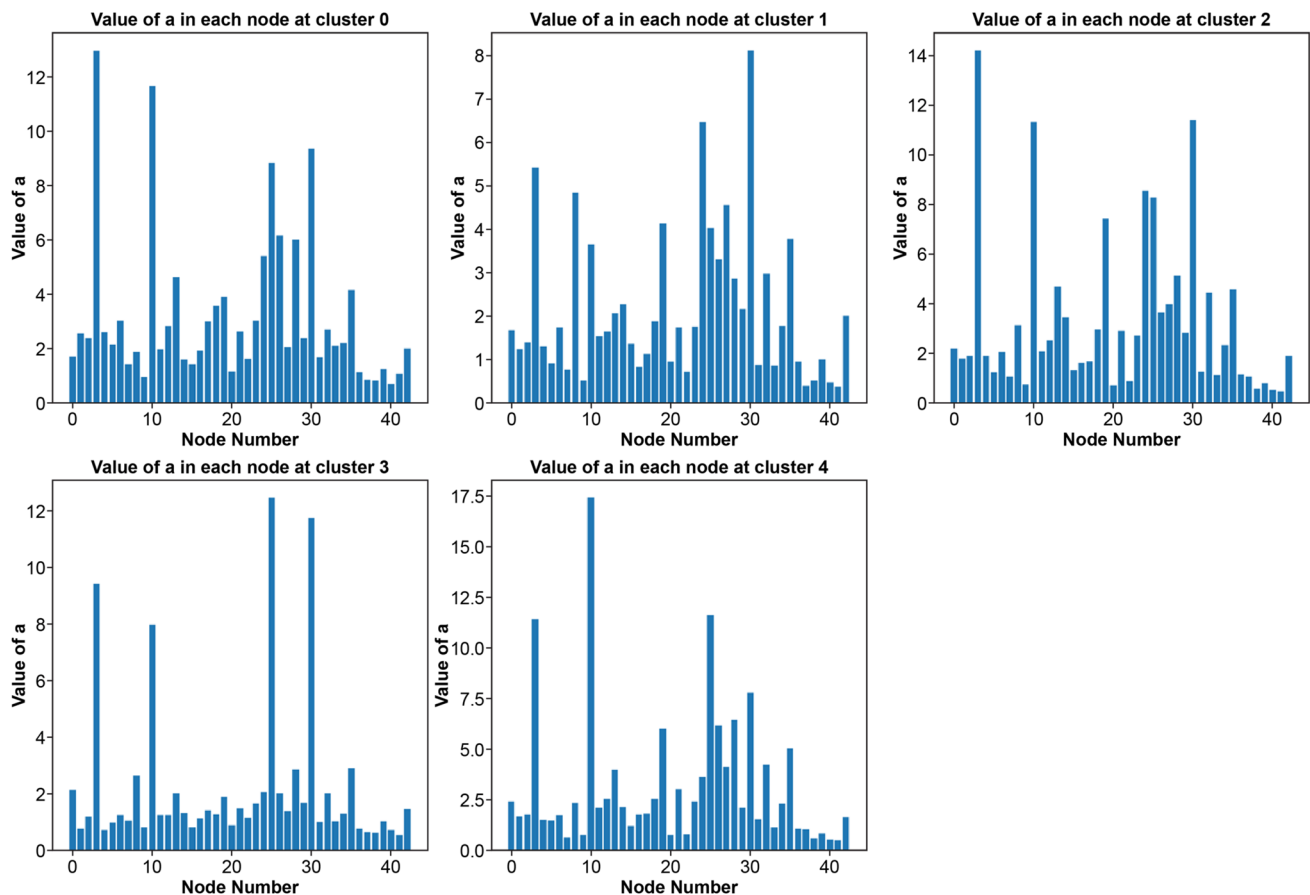 Value of a in each node at cluster 0
Value of a
12
10
8
6
4
2
0
0 10 20 30 40
Node Number
Value of a in each node at cluster 1
Value of a
8
7
6
5
4
3
2
1
0
0 10 20 30 40
Node Number
Value of a in each node at cluster 2
Value of a
14
12
10
8
6
4
2
0
0 10 20 30 40
Node Number
Value of a in each node at cluster 3
Value of a
12
10
8
6
4
2
0
0 10 20 30 40
Node Number
Value of a in each node at cluster 4
Value of a
17.5
15.0
12.5
10.0
7.5
5.0
2.5
0.0
0 10 20 30 40
Node Number